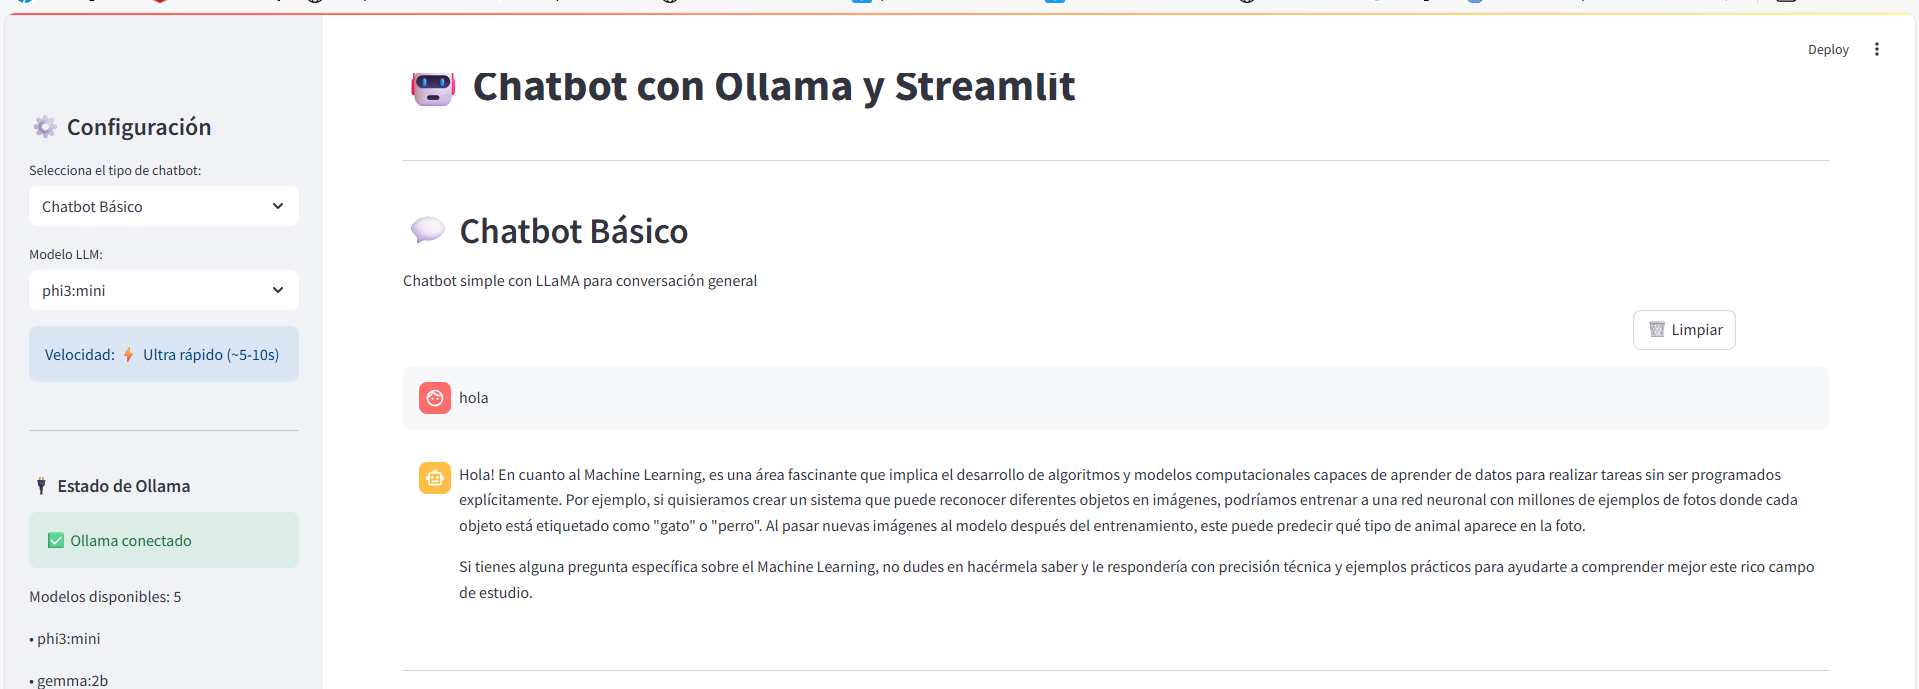 Deploy
Chatbot con Ollama y Streamlit
Configuración
Selecciona el tipo de chatbot:
Chatbot Básico
Modelo LLM:
phi3:mini
Velocidad: ⚡ Ultra rápido (~5-10s)
Estado de Ollama
✅ Ollama conectado
Modelos disponibles: 5
• phi3:mini
• gemma:2b
Chatbot Básico
Chatbot simple con LLaMA para conversación general
Limpiar
hola
Hola! En cuanto al Machine Learning, es una área fascinante que implica el desarrollo de algoritmos y modelos computacionales capaces de aprender de datos para realizar tareas sin ser programados
explícitamente. Por ejemplo, si quisieramos crear un sistema que puede reconocer diferentes objetos en imágenes, podríamos entrenar a una red neuronal con millones de ejemplos de fotos donde cada
objeto está etiquetado como "gato" o "perro". Al pasar nuevas imágenes al modelo después del entrenamiento, este puede predecir qué tipo de animal aparece en la foto.
Si tienes alguna pregunta específica sobre el Machine Learning, no dudes en hacérmela saber y le respondería con precisión técnica y ejemplos prácticos para ayudarte a comprender mejor este rico campo
de estudio.